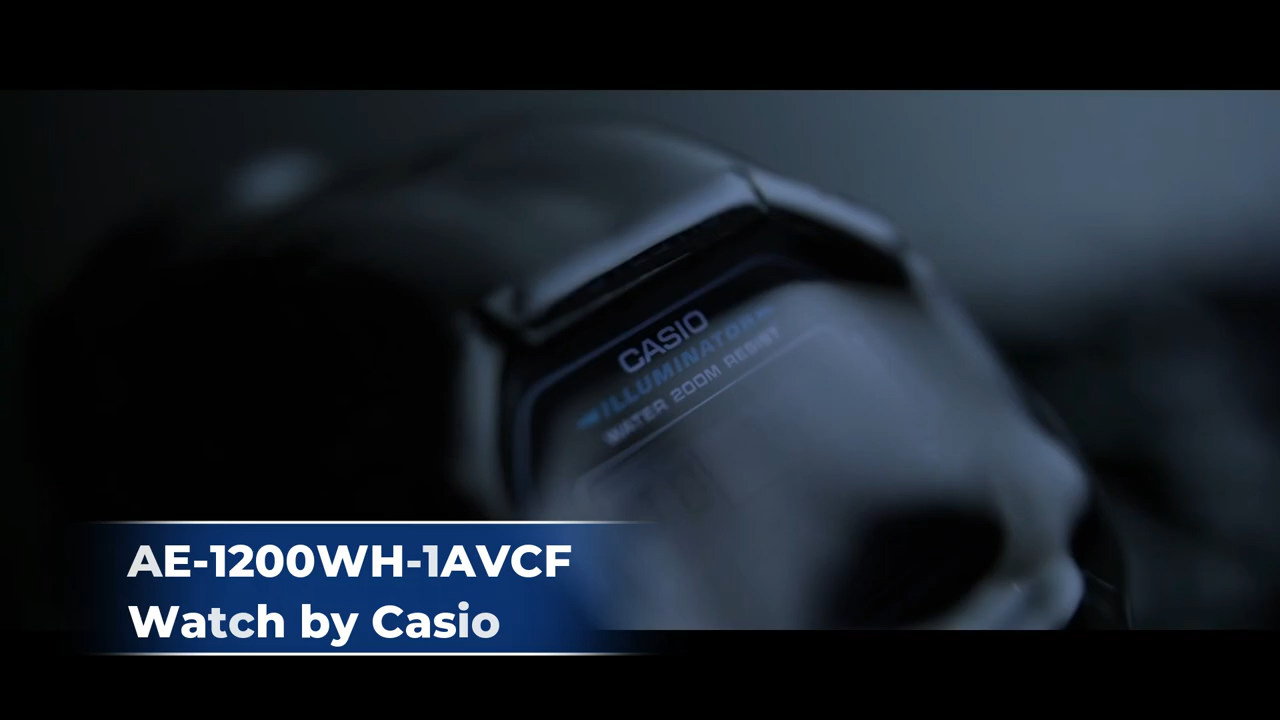 CASIO
ILLUMINATOR
WATER 200M RESIST
AE-1200WH-1AVCF
Watch by Casio